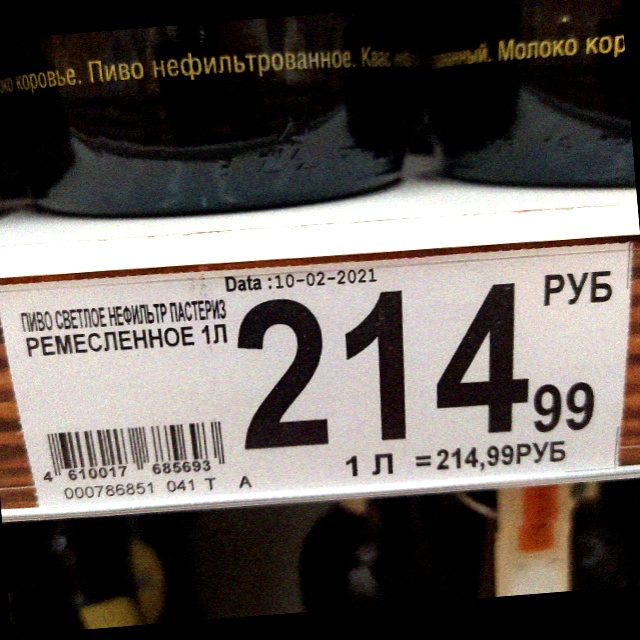 коровье. Пиво нефильтрованное. Квас ный. Молоко кор
Data :10-02-2021
ПИВО СВЕТЛОЕ НЕФИЛЬТР ПАСТЕРИЗ
РЕМЕСЛЕННОЕ 1Л
214 99 РУБ
1 Л =214,99РУБ
4 610017 685693
000786851 041 Т А